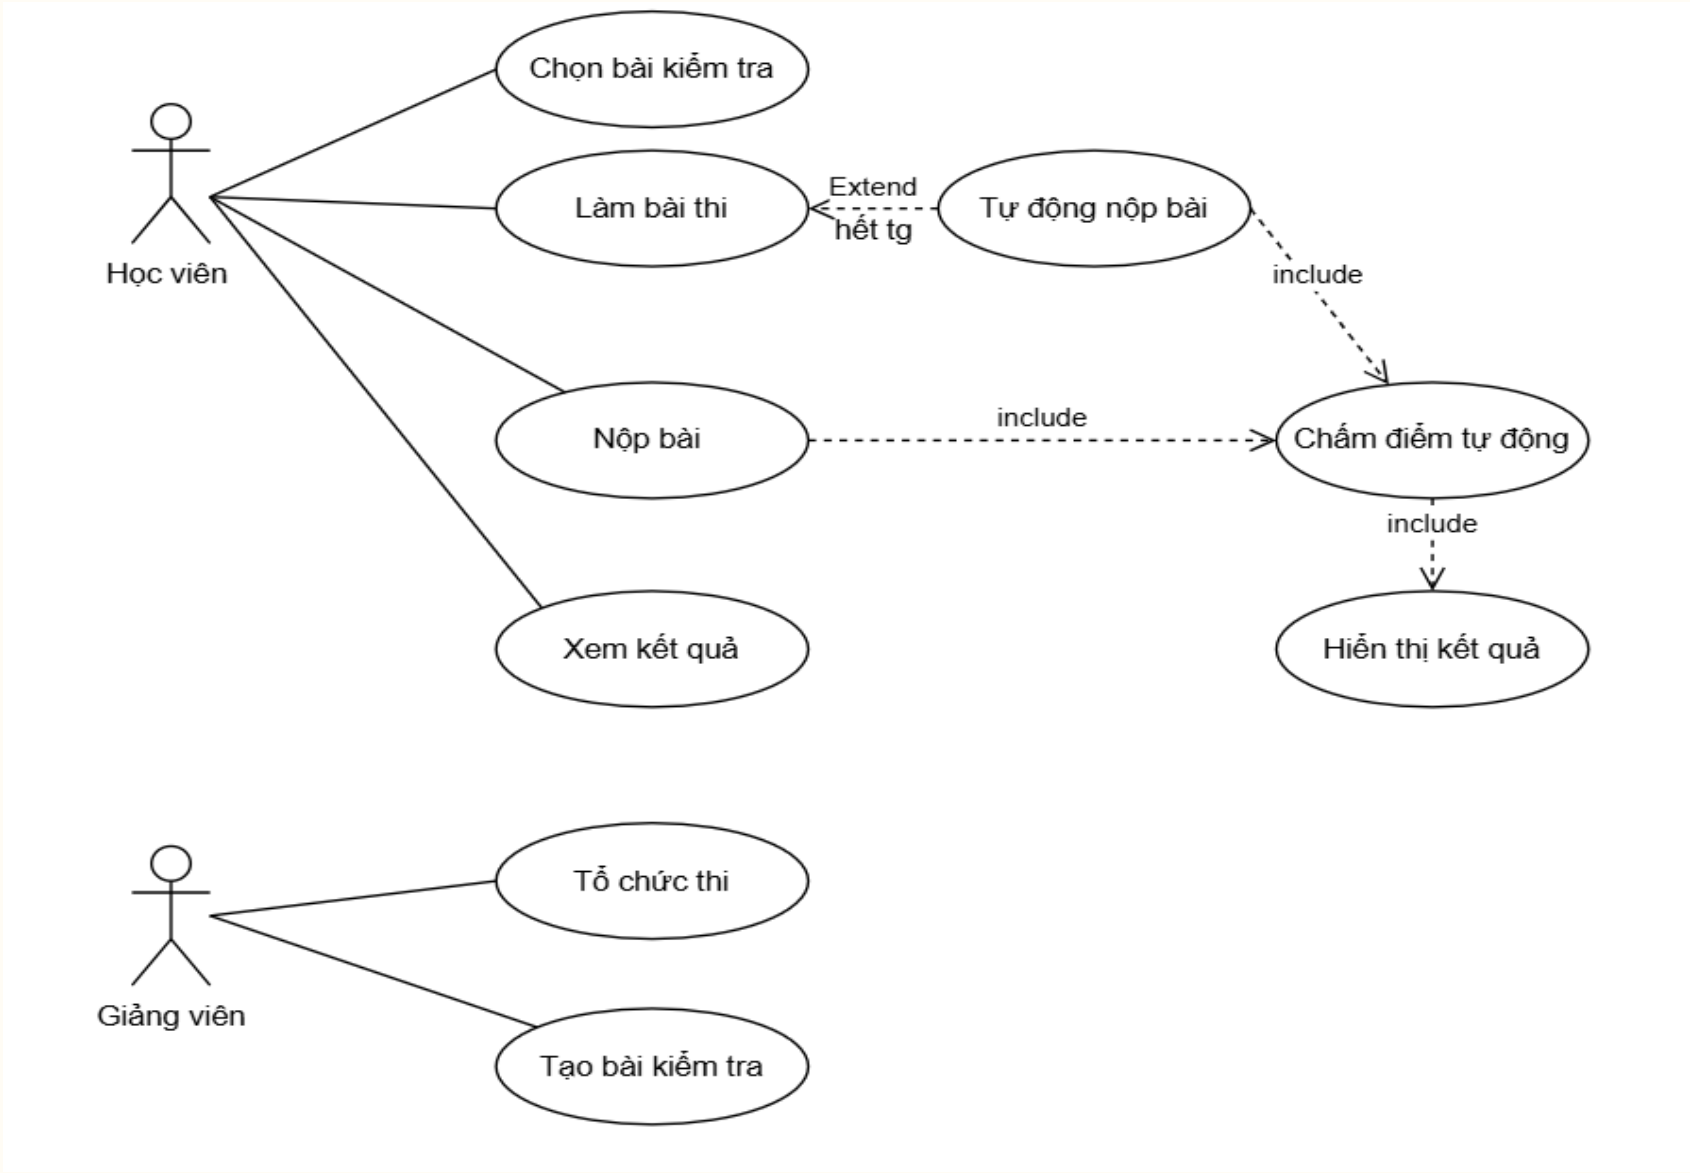 Chọn bài kiểm tra
Học viên
Làm bài thi
Extend
hết tg
Tự động nộp bài
include
Nộp bài
include
Chấm điểm tự động
include
Xem kết quả
Hiển thị kết quả
Giảng viên
Tổ chức thi
Tạo bài kiểm tra